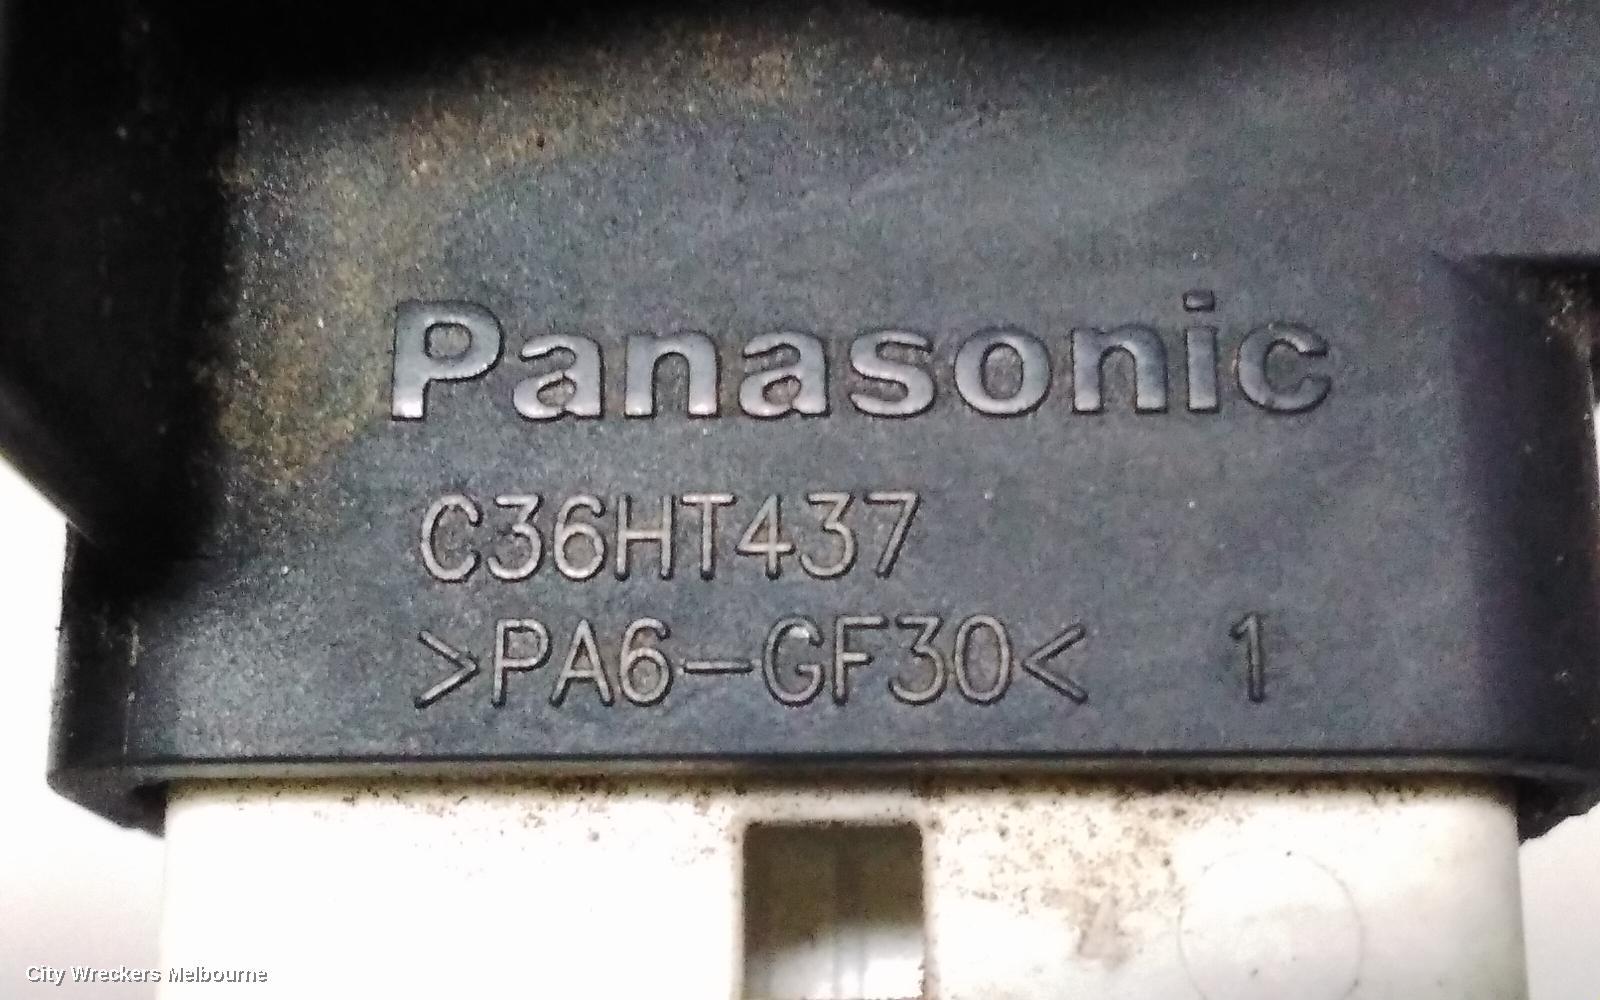 Panasonic
C36HT437
>PA6-GF30< 1
City Wreckers Melbourne